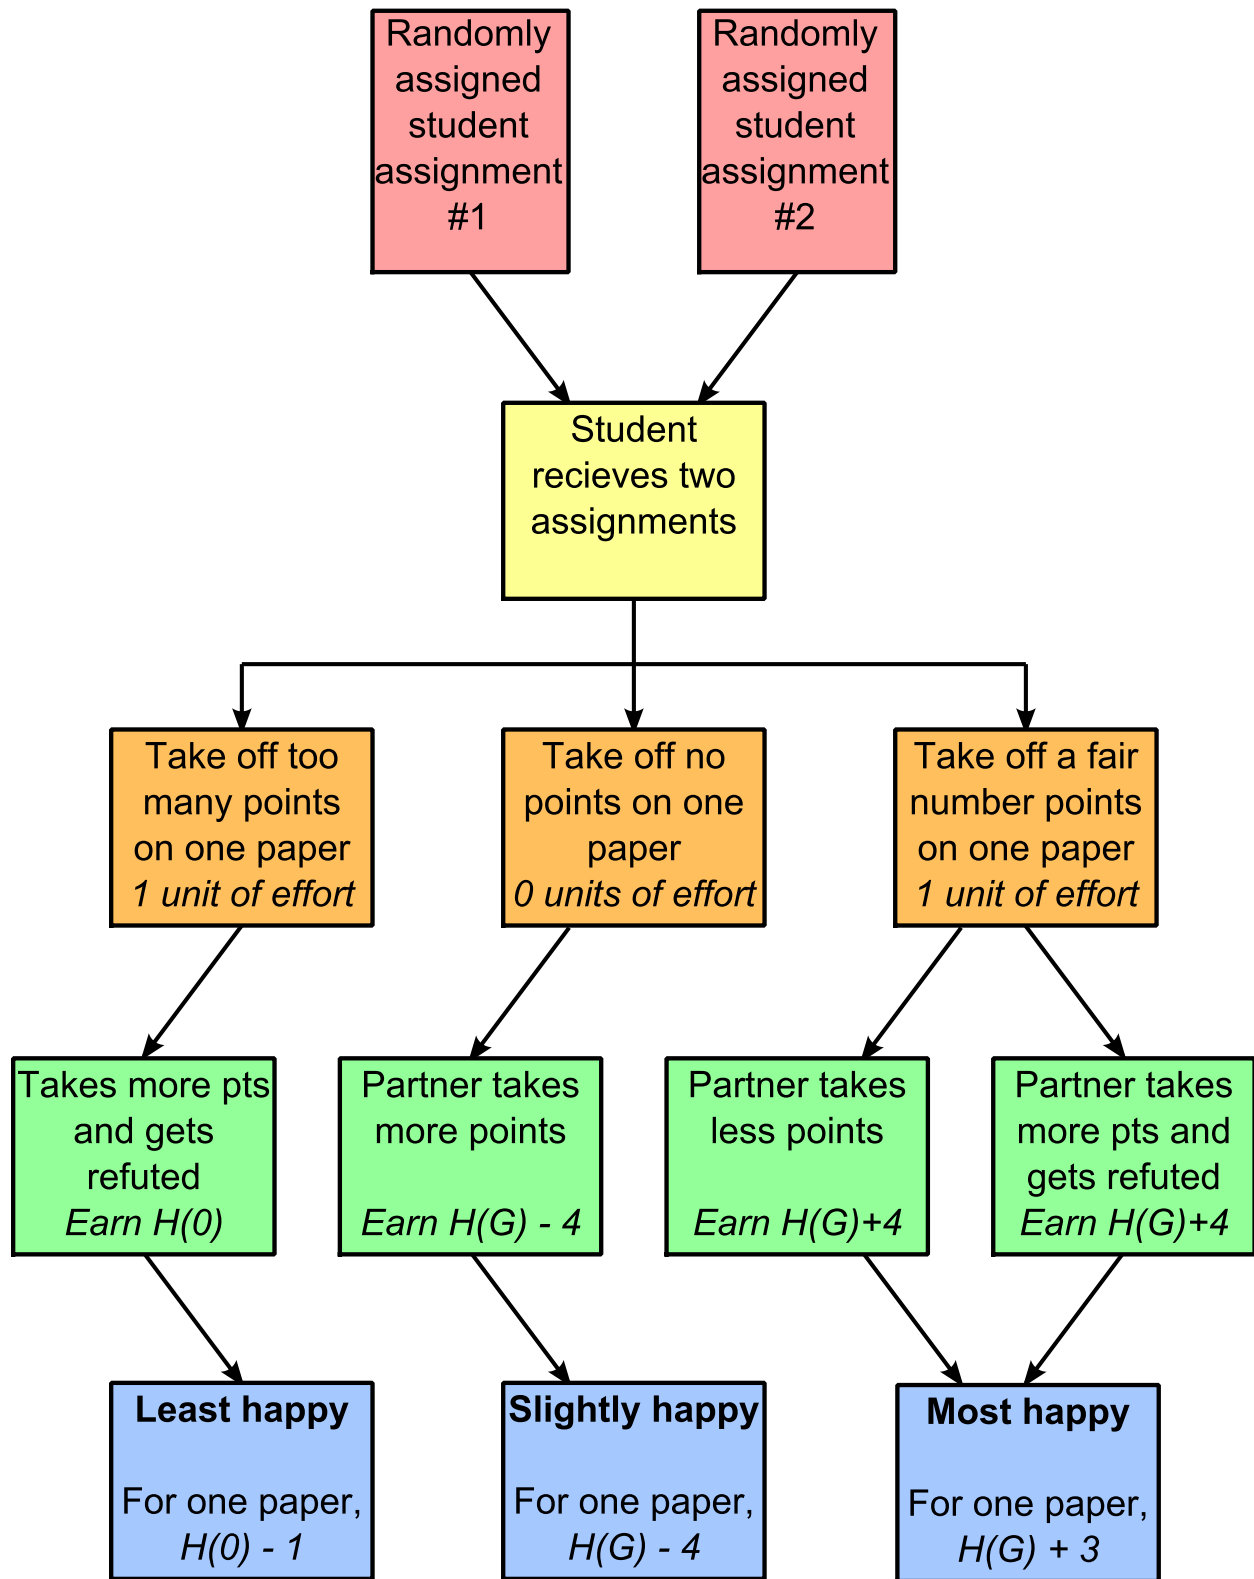 Randomly
assigned
student
assignment
#1
Randomly
assigned
student
assignment
#2
Student
recieves two
assignments
Take off too
many points
on one paper
1 unit of effort
Take off no
points on one
paper
0 units of effort
Take off a fair
number points
on one paper
1 unit of effort
Takes more pts
and gets
refuted
Earn H(0)
Partner takes
more points
Earn H(G) - 4
Partner takes
less points
Earn H(G)+4
Partner takes
more pts and
gets refuted
Earn H(G)+4
Least happy
For one paper,
H(0) - 1
Slightly happy
For one paper,
H(G) - 4
Most happy
For one paper,
H(G) + 3